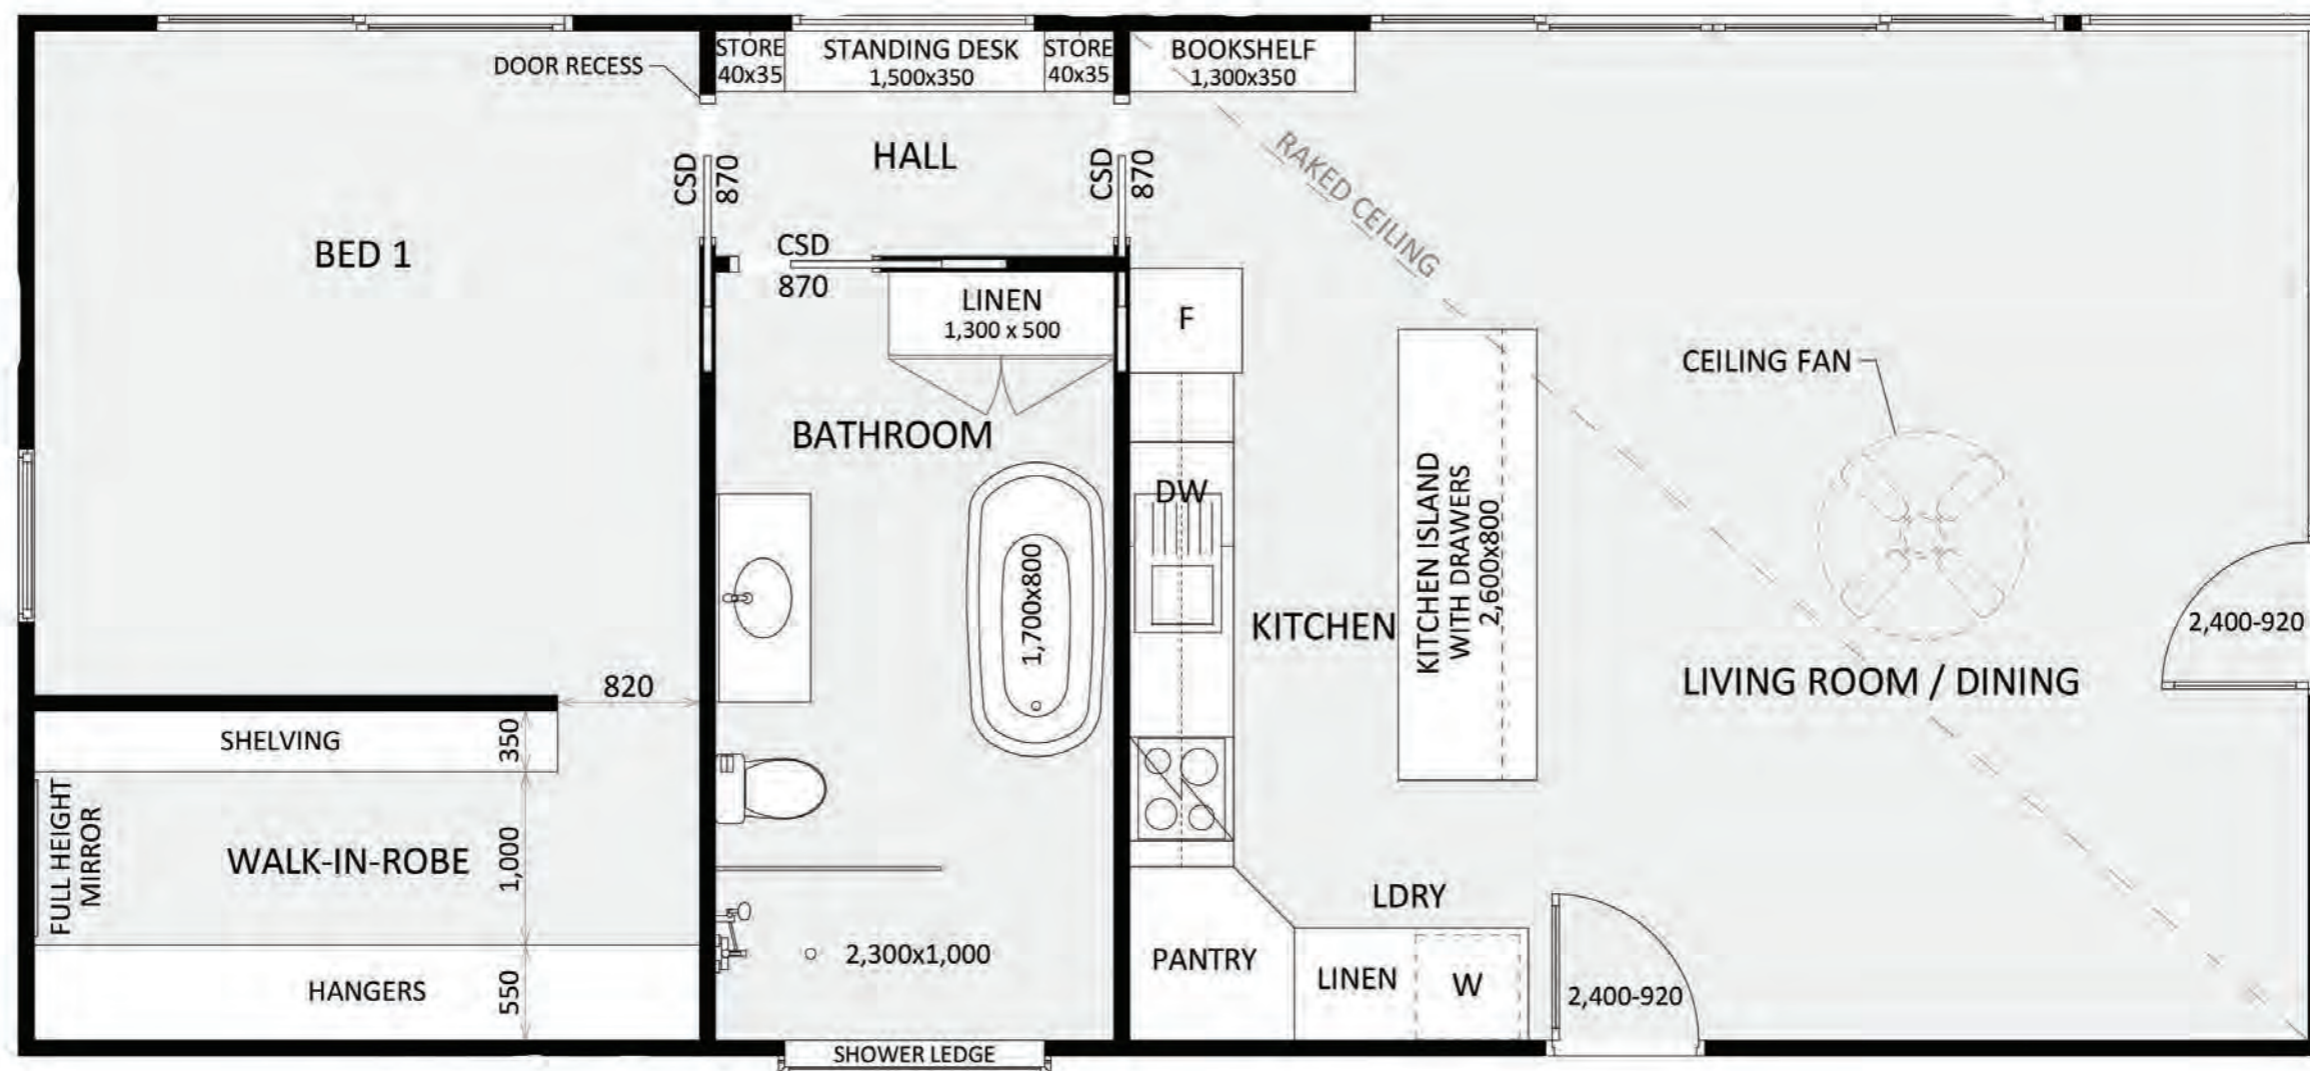 STORE
40x35
STANDING DESK
1,500x350
STORE
40x35
BOOKSHELF
1,300x350
DOOR RECESS
HALL
CSD
870
CSD
870
RAKED CEILING
BED 1
CSD
870
LINEN
1,300 x 500
F
CEILING FAN
BATHROOM
DW
KITCHEN ISLAND
WITH DRAWERS
2,600x800
1,700x800
KITCHEN
2,400-920
820
LIVING ROOM / DINING
SHELVING
350
FULL HEIGHT
MIRROR
WALK-IN-ROBE
1,000
LDRY
2,300x1,000
PANTRY
LINEN
W
2,400-920
HANGERS
550
SHOWER LEDGE